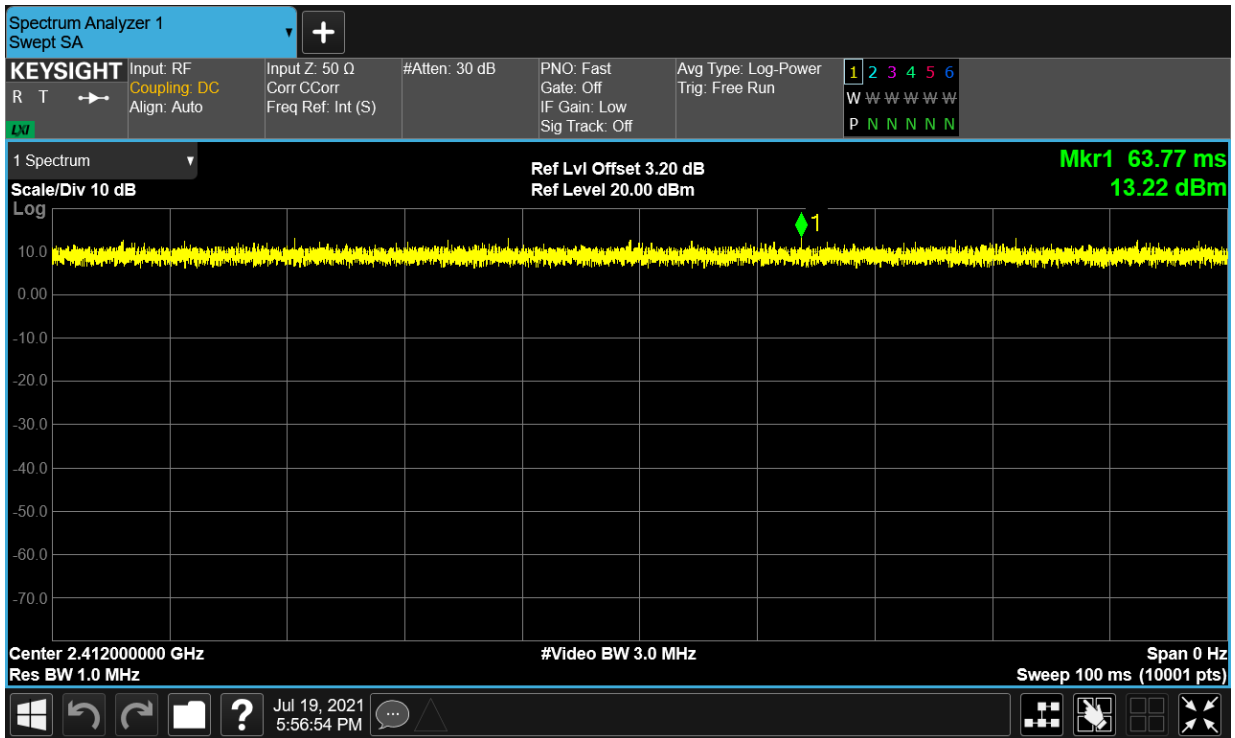 Spectrum Analyzer 1
Swept SA
▼
+
KEYSIGHT
R T
LXI
Input: RF
Coupling: DC
Align: Auto
Input Z: 50 Ω
Corr CCorr
Freq Ref: Int (S)
#Atten: 30 dB
PNO: Fast
Gate: Off
IF Gain: Low
Sig Track: Off
Avg Type: Log-Power
Trig: Free Run
1 2 3 4 5 6
W W W W W W
P N N N N N
1 Spectrum ▼
Scale/Div 10 dB
Log
Ref Lvl Offset 3.20 dB
Ref Level 20.00 dBm
Mkr1 63.77 ms
13.22 dBm
1
10.0
0.00
-10.0
-20.0
-30.0
-40.0
-50.0
-60.0
-70.0
Center 2.412000000 GHz
Res BW 1.0 MHz
#Video BW 3.0 MHz
Span 0 Hz
Sweep 100 ms (10001 pts)
?
Jul 19, 2021
5:56:54 PM